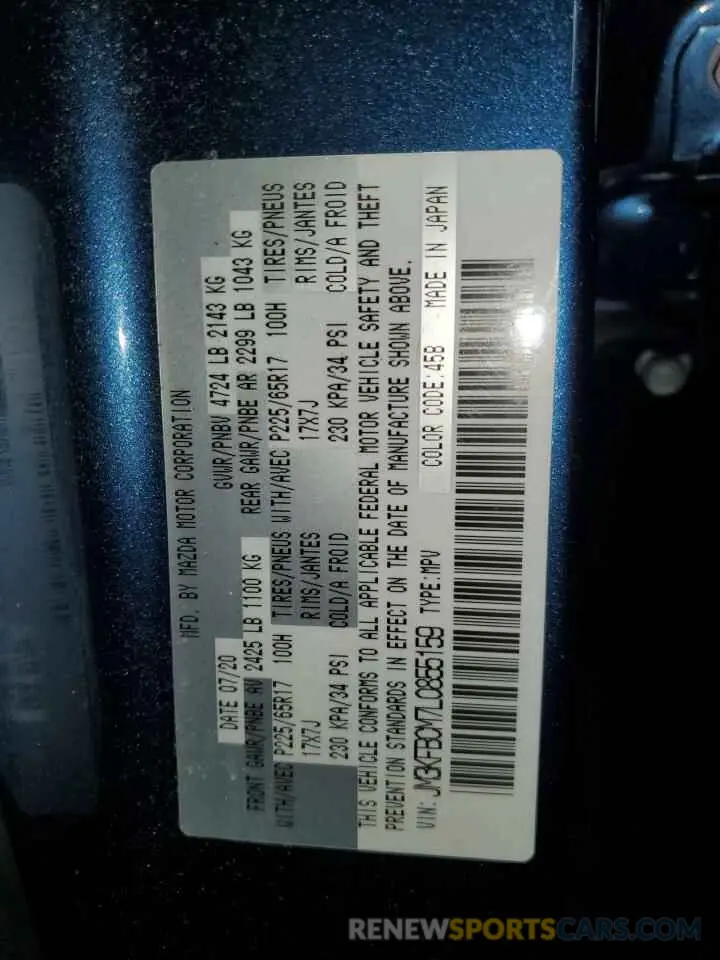 MFD. BY MAZDA MOTOR CORPORATION
DATE 07/20 GVWR/PNBV 4724 LB 2143 KG
FRONT GAWR/PNBE AV 2425 LB 1100 KG REAR GAWR/PNBE AR 2299 LB 1043 KG
WITH/AVEC P225/65R17 100H TIRES/PNEUS WITH/AVEC P225/65R17 100H TIRES/PNEUS
17X7J RIMS/JANTES 17X7J RIMS/JANTES
230 KPA/34 PSI COLD/A FROID 230 KPA/34 PSI COLD/A FROID
THIS VEHICLE CONFORMS TO ALL APPLICABLE FEDERAL MOTOR VEHICLE SAFETY AND THEFT
PREVENTION STANDARDS IN EFFECT ON THE DATE OF MANUFACTURE SHOWN ABOVE.
VIN: JM3KFBCM7L0855159 TYPE:MPV COLOR CODE:45B MADE IN JAPAN
RENEWSPORTSCARS.COM